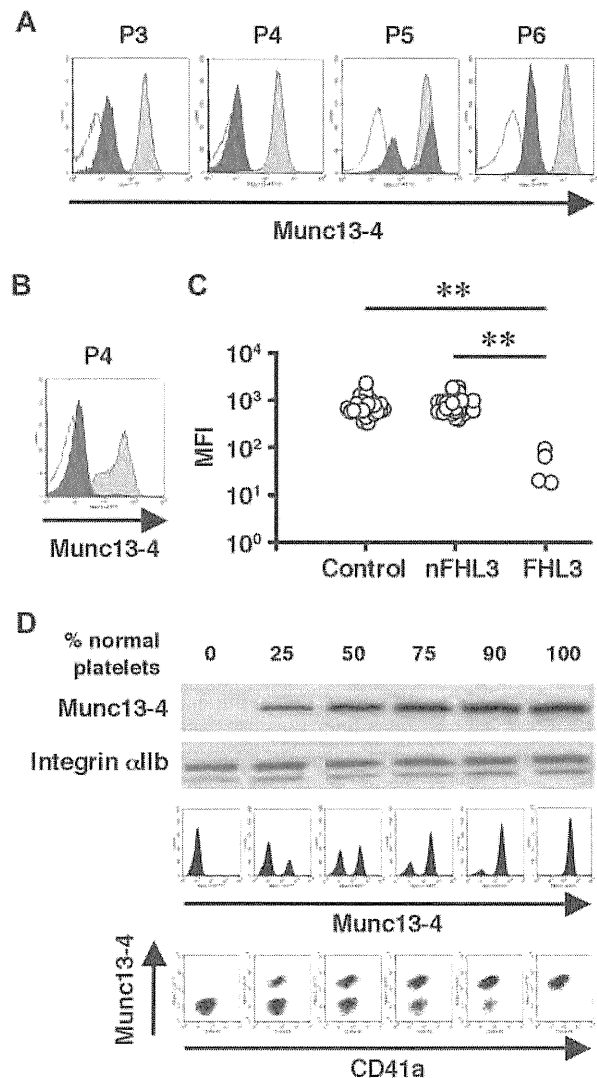 A
P3 P4 P5 P6
Munc13-4
B
P4
Munc13-4
C
**
**
10⁴
10³
10²
10¹
10⁰
MFI
Control nFHL3 FHL3
D
% normal platelets
0 25 50 75 90 100
Munc13-4
Integrin αIIb
Munc13-4
Munc13-4
CD41a